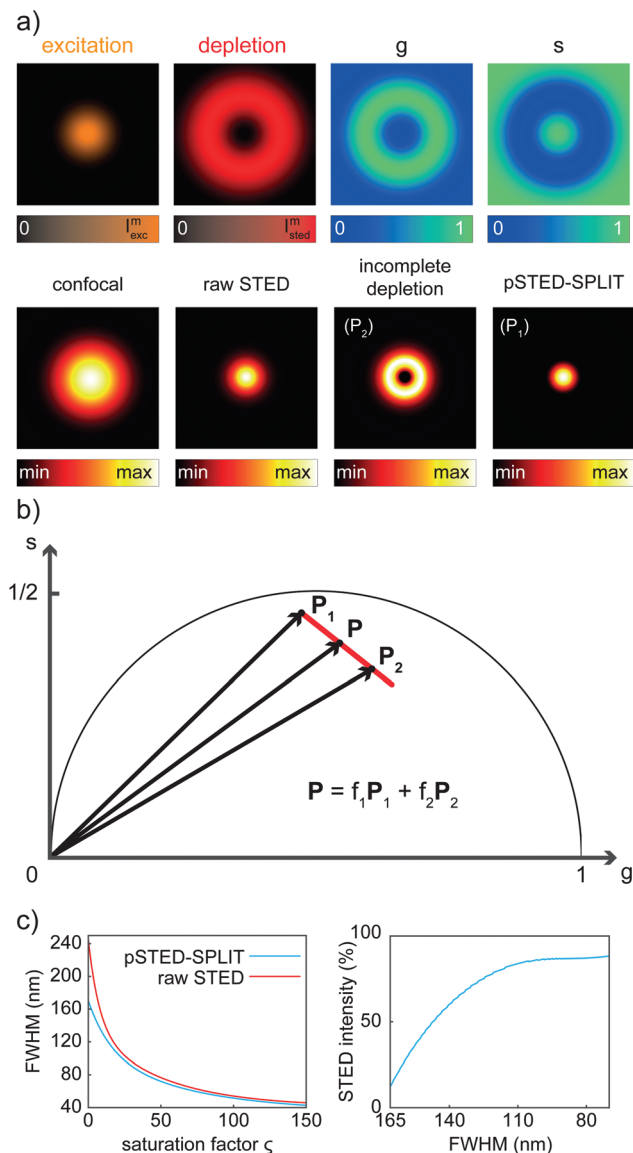 a)
excitation depletion g s
0 I^m_exc 0 I^m_sted 0 1 0 1
confocal raw STED incomplete depletion pSTED-SPLIT
(P₂) (P₁)
min max min max min max min max
b)
s
1/2
P₁
P
P₂
P = f₁P₁ + f₂P₂
0 1 g
c)
240
200
160
120
80
40
FWHM (nm)
pSTED-SPLIT
raw STED
0 50 100 150
saturation factor ς
100
50
0
STED intensity (%)
165 140 110 80
FWHM (nm)